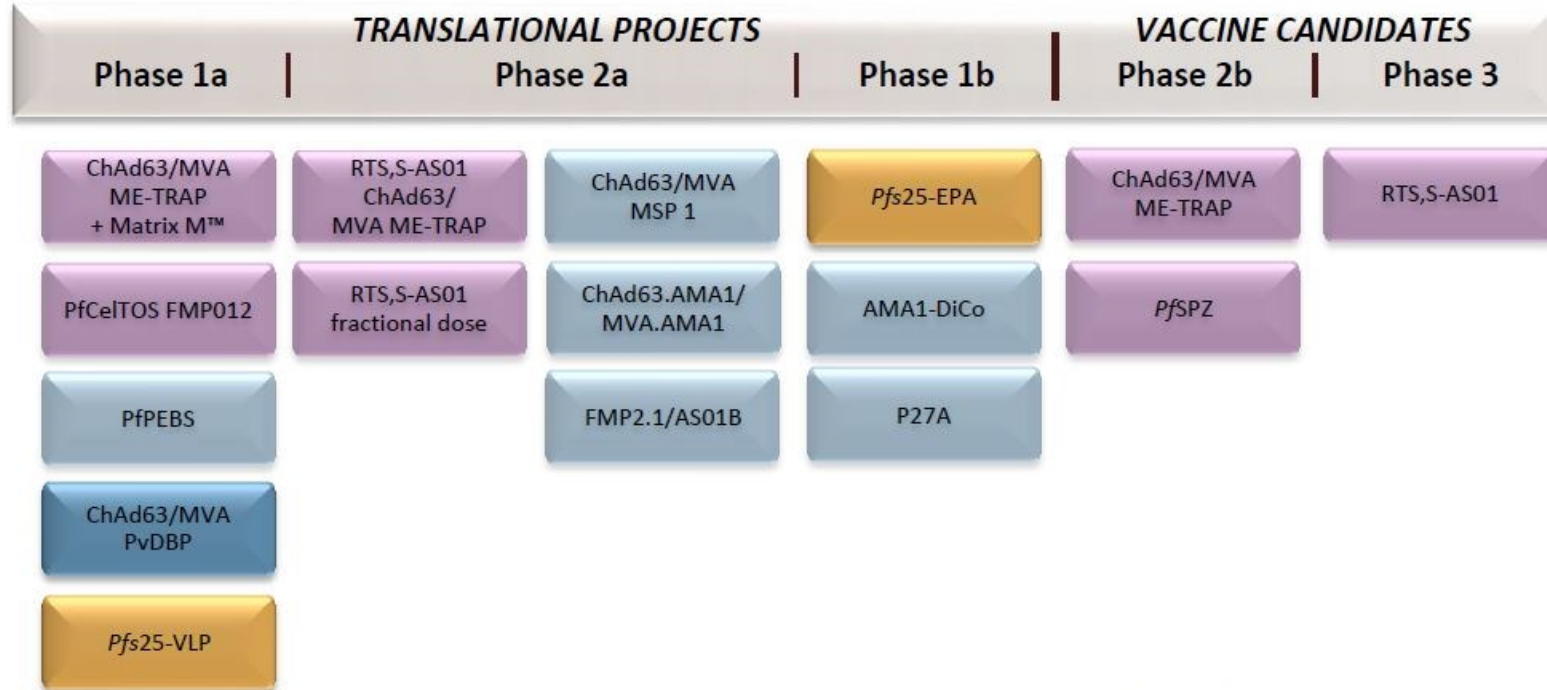 TRANSLATIONAL PROJECTS
VACCINE CANDIDATES
Phase 1a
Phase 2a
Phase 1b
Phase 2b
Phase 3
ChAd63/MVA
ME-TRAP
+ Matrix M™
PfCelTOS FMP012
PfPEBS
ChAd63/MVA
PvDBP
Pfs25-VLP
RTS,S-AS01
ChAd63/
MVA ME-TRAP
RTS,S-AS01
fractional dose
ChAd63/MVA
MSP 1
ChAd63.AMA1/
MVA.AMA1
FMP2.1/AS01B
Pfs25-EPA
AMA1-DiCo
P27A
ChAd63/MVA
ME-TRAP
PfSPZ
RTS,S-AS01